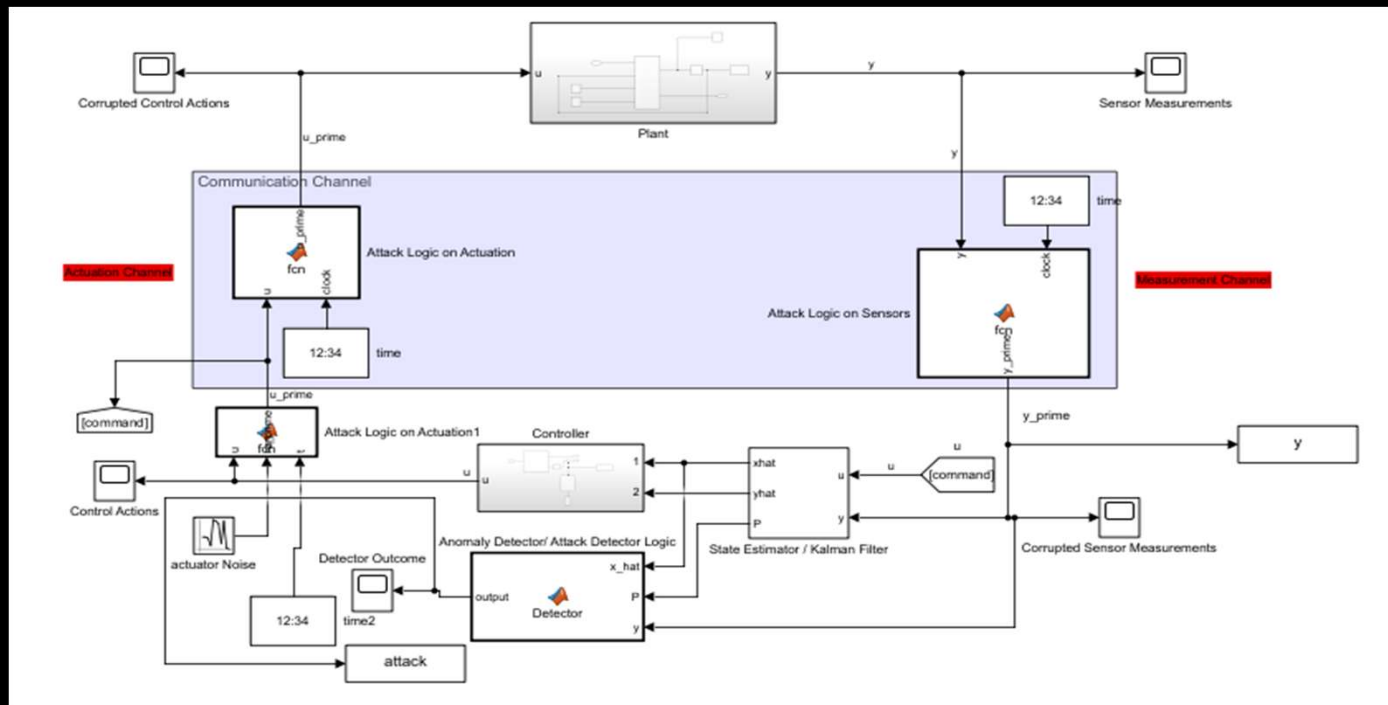 u
y
Plant
y
Corrupted Control Actions
Sensor Measurements
u_prime
y
Communication Channel
12:34
time
u_prime
fcn
u
clock
Attack Logic on Actuation
y
clock
fcn
y_prime
Attack Logic on Sensors
Actuation Channel
Measurement Channel
12:34
time
[command]
u_prime
u
fcn
t
Attack Logic on Actuation1
y_prime
Controller
u
y
u
1
2
u
xhat
yhat
P
u
y
u
[command]
Control Actions
actuator Noise
Detector Outcome
Anomaly Detector/ Attack Detector Logic
State Estimator / Kalman Filter
Corrupted Sensor Measurements
output
Detector
x_hat
P
y
12:34
time2
attack